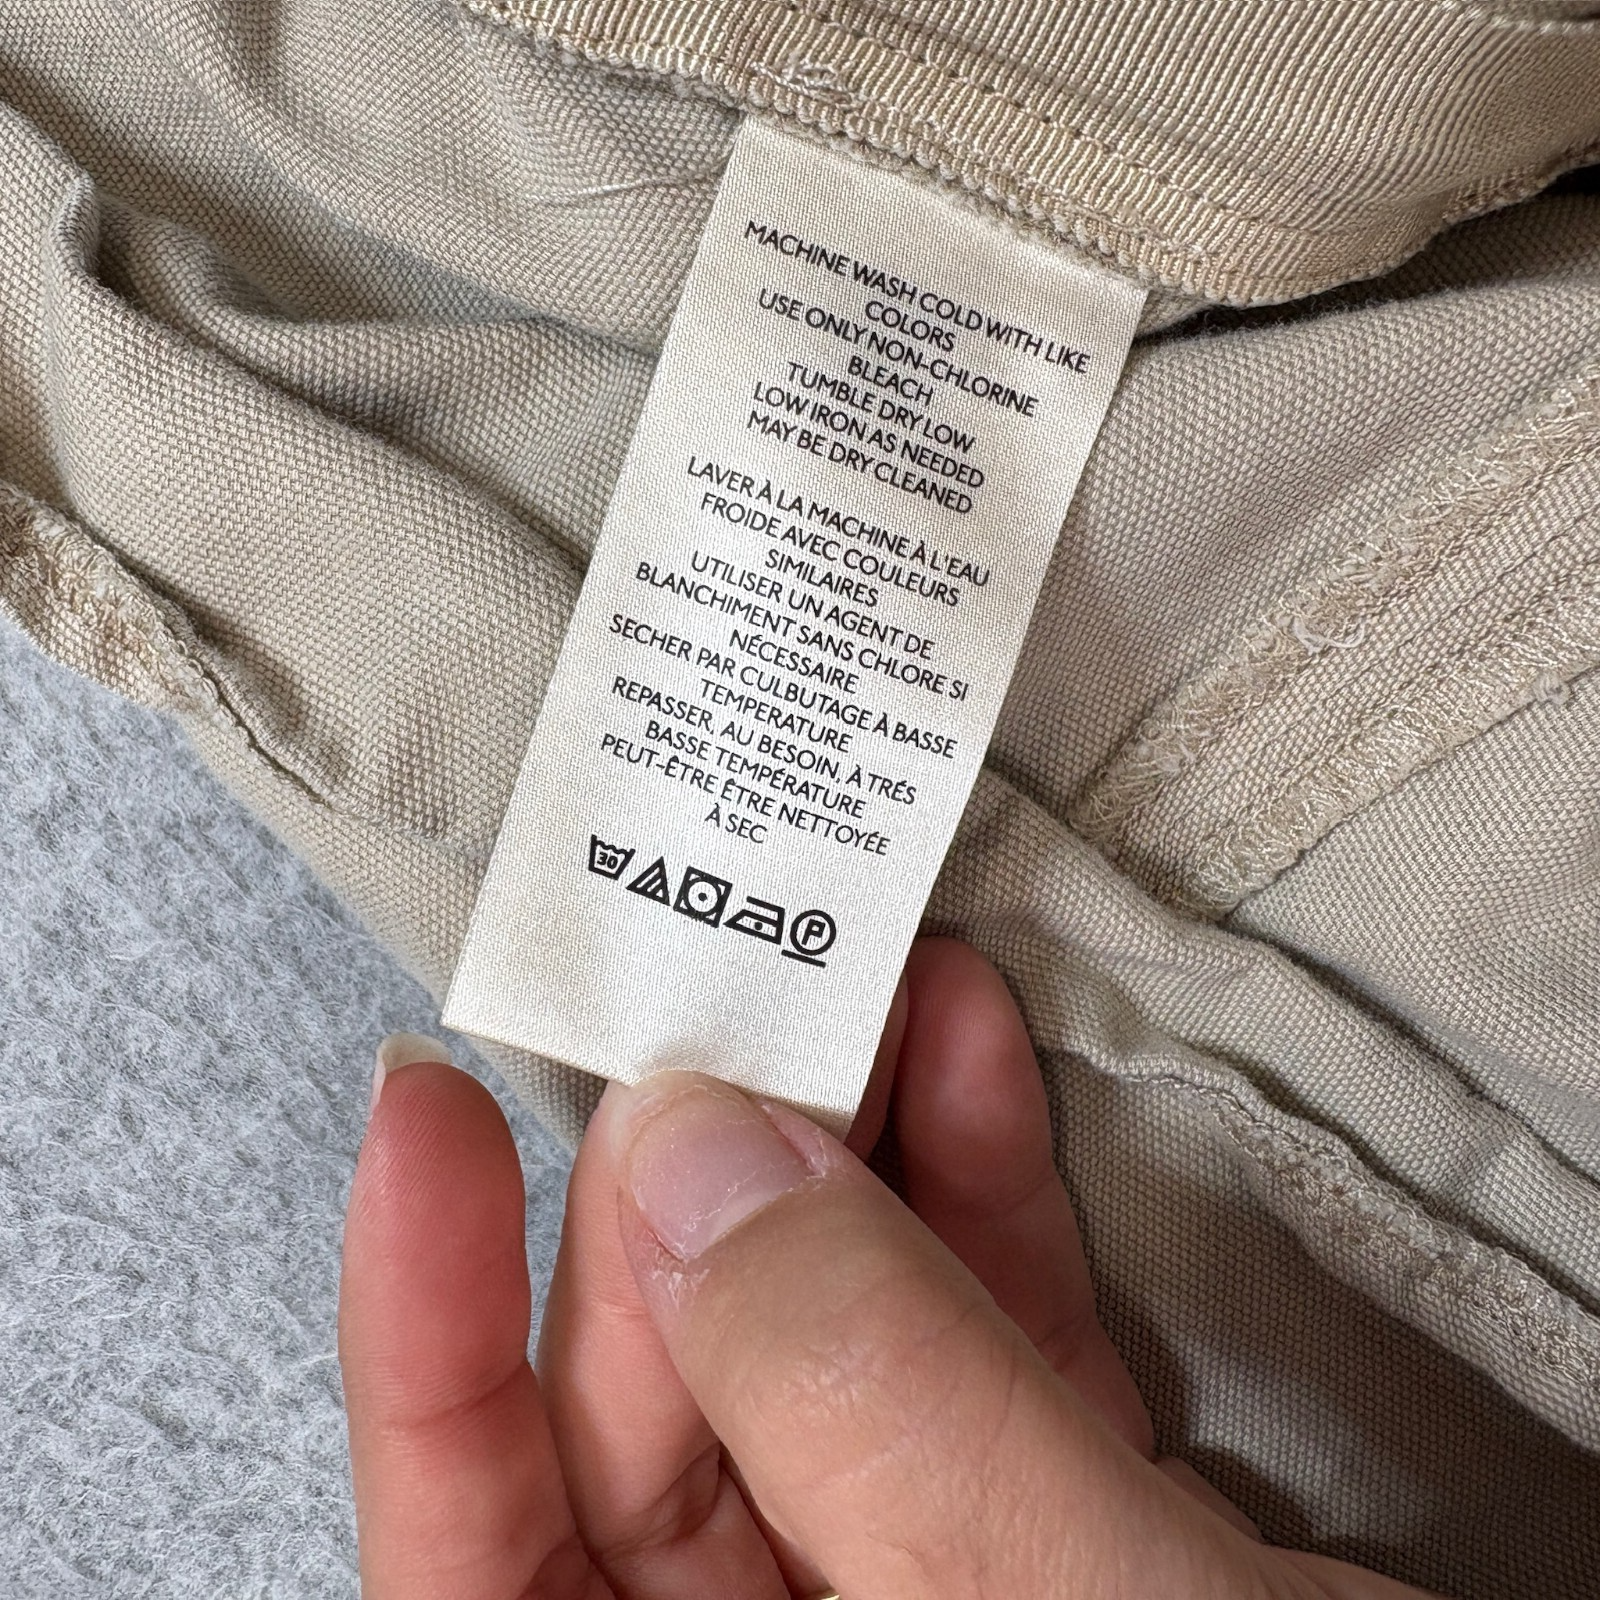 MACHINE WASH COLD WITH LIKE
COLORS
USE ONLY NON-CHLORINE
BLEACH
TUMBLE DRY LOW
LOW IRON AS NEEDED
MAY BE DRY CLEANED
LAVER À LA MACHINE À L'EAU
FROIDE AVEC COULEURS
SIMILAIRES
UTILISER UN AGENT DE
BLANCHIMENT SANS CHLORE SI
NÉCESSAIRE
SECHER PAR CULBUTAGE À BASSE
TEMPERATURE
REPASSER, AU BESOIN, À TRÉS
BASSE TEMPÉRATURE
PEUT-ÊTRE ÊTRE NETTOYÉE
À SEC
30 P